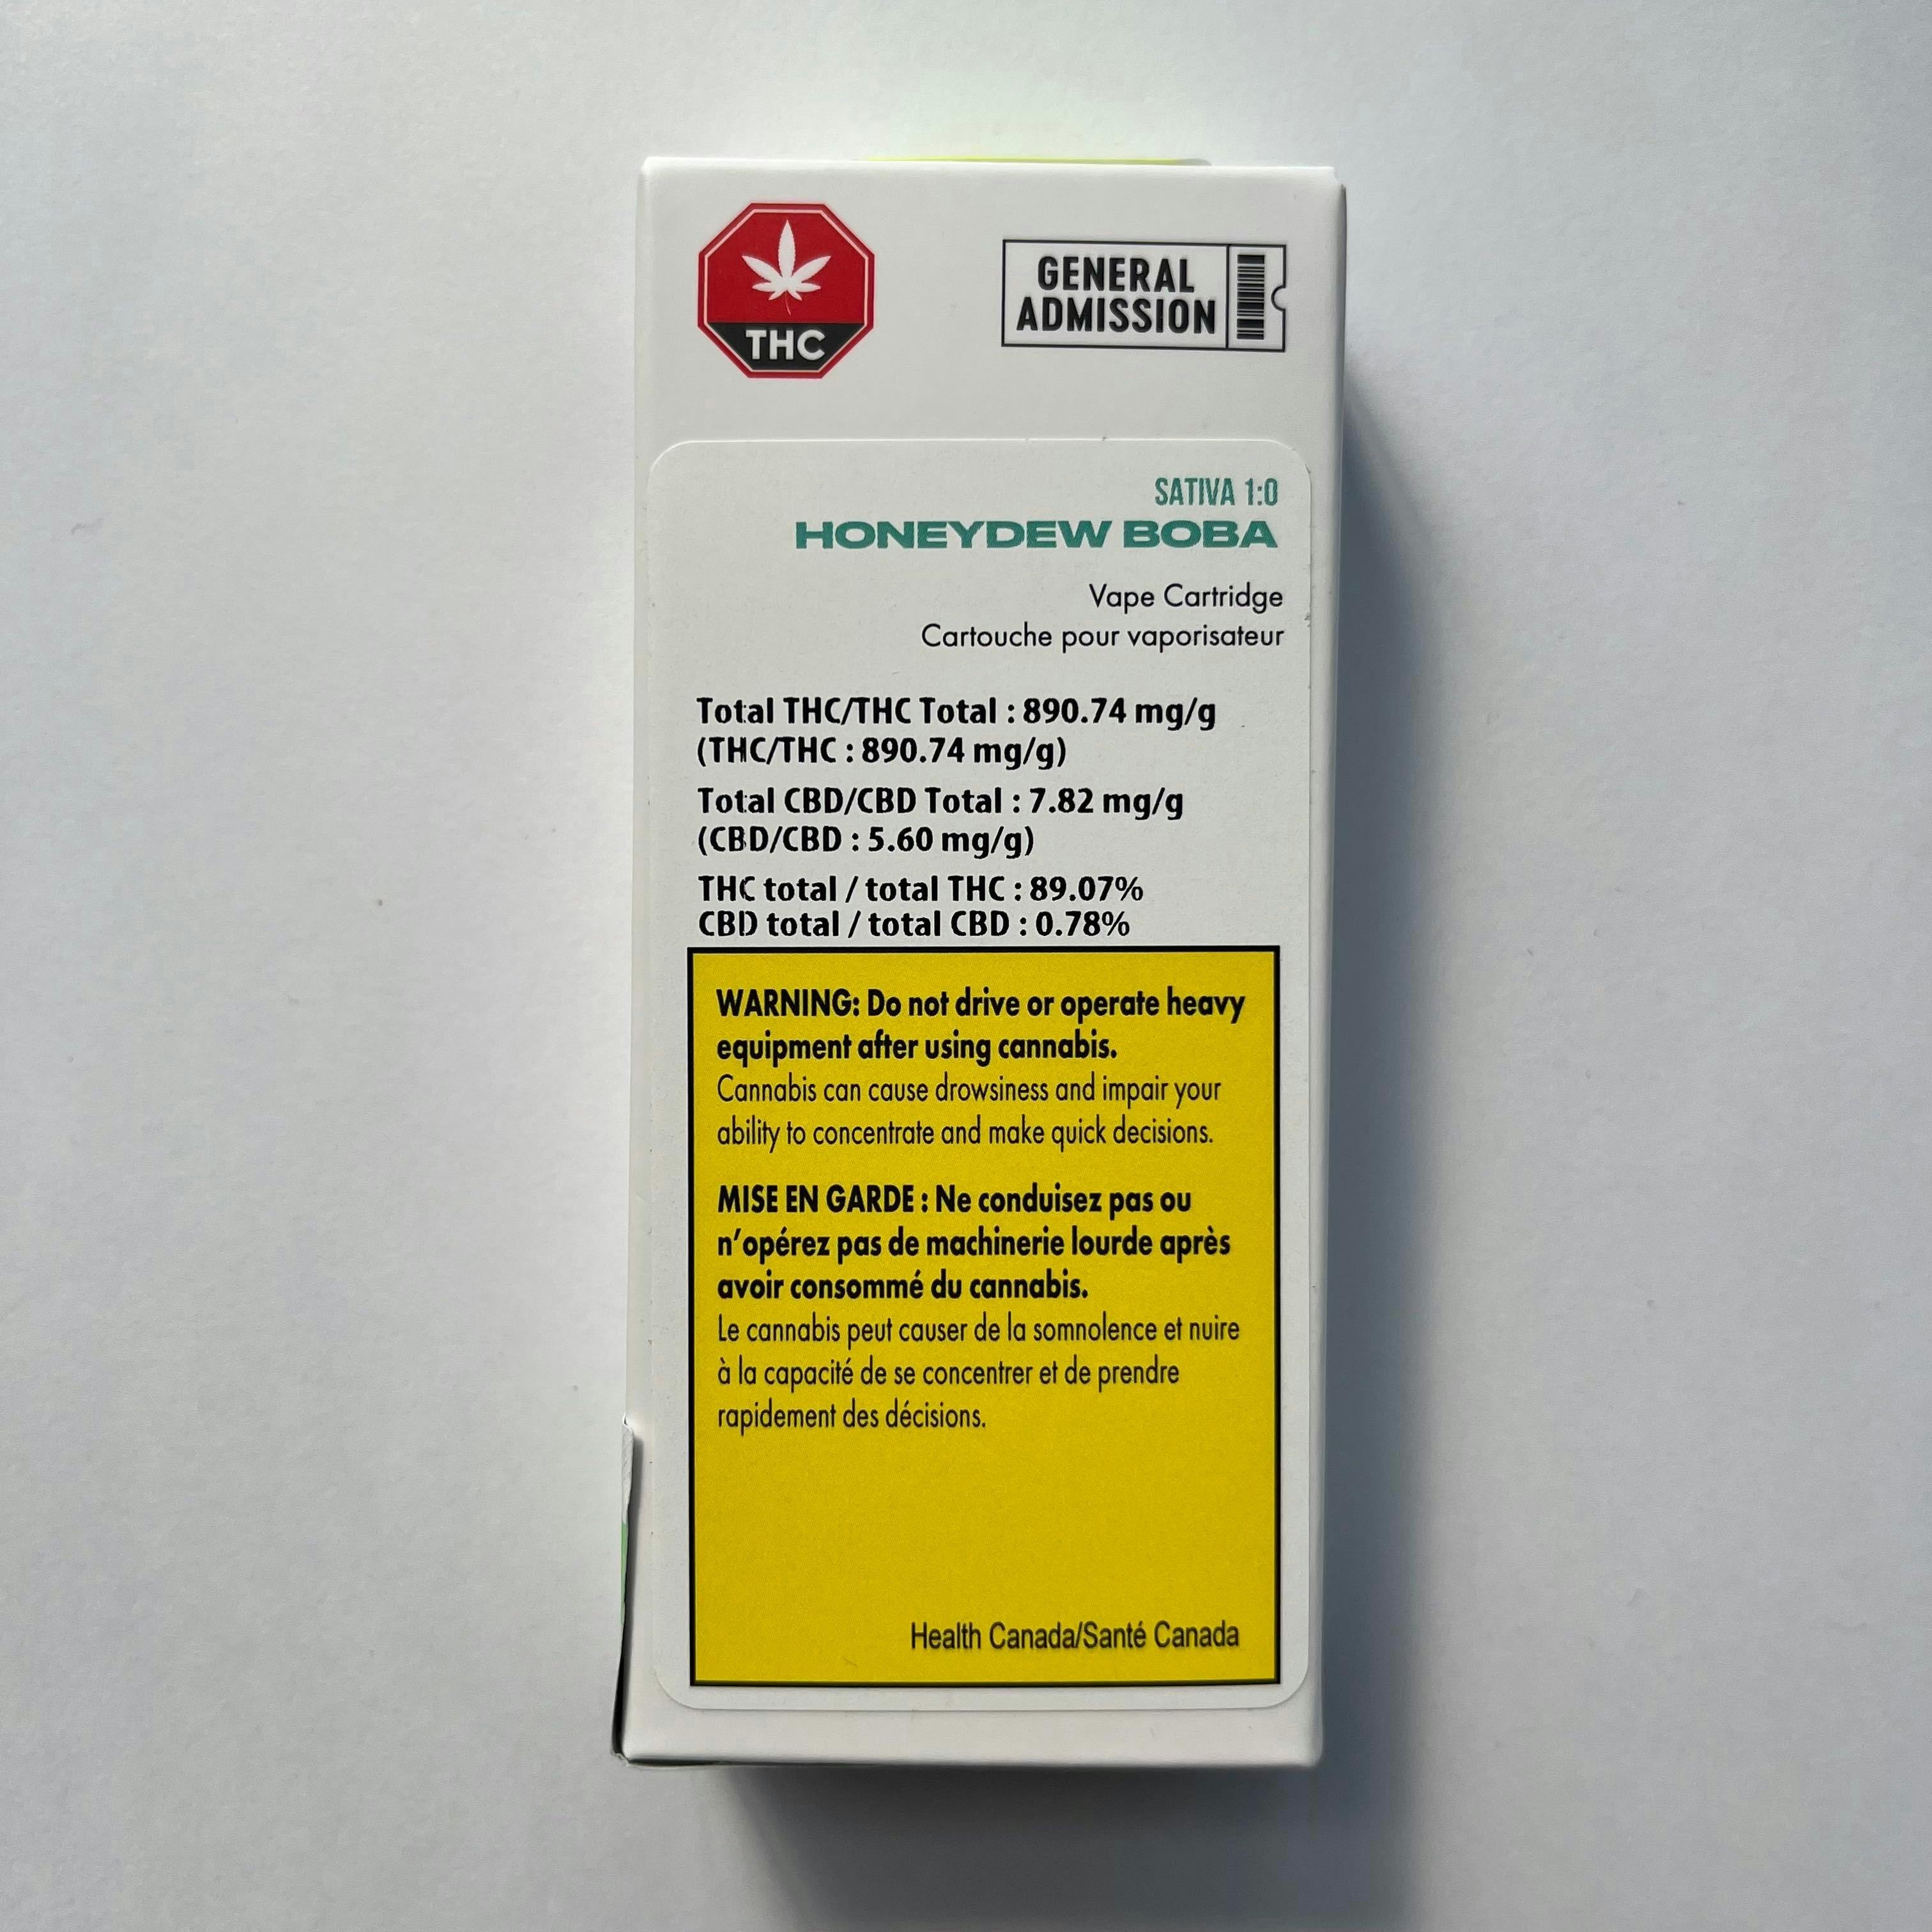 THC
GENERAL
ADMISSION
SATIVA 1:0
HONEYDEW BOBA
Vape Cartridge
Cartouche pour vaporisateur
Total THC/THC Total : 890.74 mg/g
(THC/THC : 890.74 mg/g)
Total CBD/CBD Total : 7.82 mg/g
(CBD/CBD : 5.60 mg/g)
THC total / total THC : 89.07%
CBD total / total CBD : 0.78%
WARNING: Do not drive or operate heavy
equipment after using cannabis.
Cannabis can cause drowsiness and impair your
ability to concentrate and make quick decisions.
MISE EN GARDE : Ne conduisez pas ou
n’opérez pas de machinerie lourde après
avoir consommé du cannabis.
Le cannabis peut causer de la somnolence et nuire
à la capacité de se concentrer et de prendre
rapidement des décisions.
Health Canada/Santé Canada